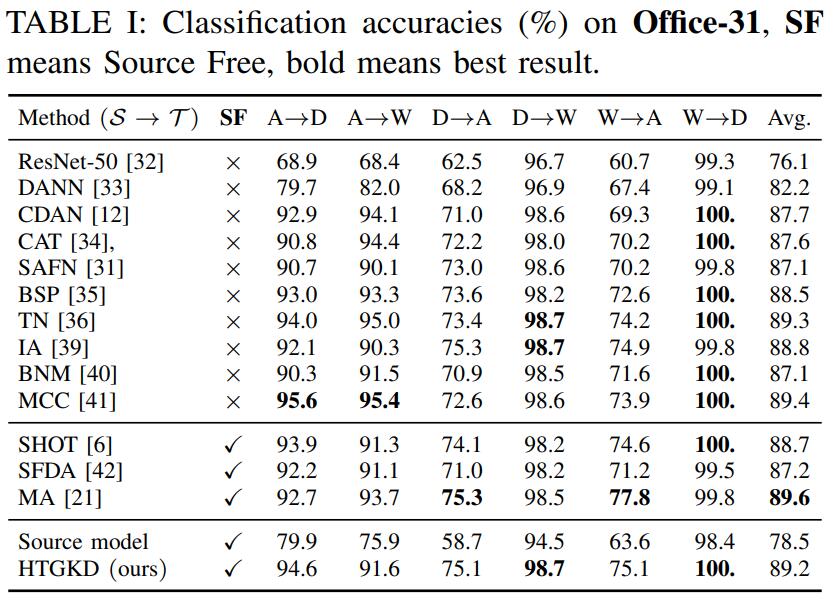 TABLE I: Classification accuracies (%) on Office-31, SF
means Source Free, bold means best result.
Method (S → T) SF A→D A→W D→A D→W W→A W→D Avg.
ResNet-50 [32] × 68.9 68.4 62.5 96.7 60.7 99.3 76.1
DANN [33] × 79.7 82.0 68.2 96.9 67.4 99.1 82.2
CDAN [12] × 92.9 94.1 71.0 98.6 69.3 100. 87.7
CAT [34], × 90.8 94.4 72.2 98.0 70.2 100. 87.6
SAFN [31] × 90.7 90.1 73.0 98.6 70.2 99.8 87.1
BSP [35] × 93.0 93.3 73.6 98.2 72.6 100. 88.5
TN [36] × 94.0 95.0 73.4 98.7 74.2 100. 89.3
IA [39] × 92.1 90.3 75.3 98.7 74.9 99.8 88.8
BNM [40] × 90.3 91.5 70.9 98.5 71.6 100. 87.1
MCC [41] × 95.6 95.4 72.6 98.6 73.9 100. 89.4
SHOT [6] ✓ 93.9 91.3 74.1 98.2 74.6 100. 88.7
SFDA [42] ✓ 92.2 91.1 71.0 98.2 71.2 99.5 87.2
MA [21] ✓ 92.7 93.7 75.3 98.5 77.8 99.8 89.6
Source model ✓ 79.9 75.9 58.7 94.5 63.6 98.4 78.5
HTGKD (ours) ✓ 94.6 91.6 75.1 98.7 75.1 100. 89.2